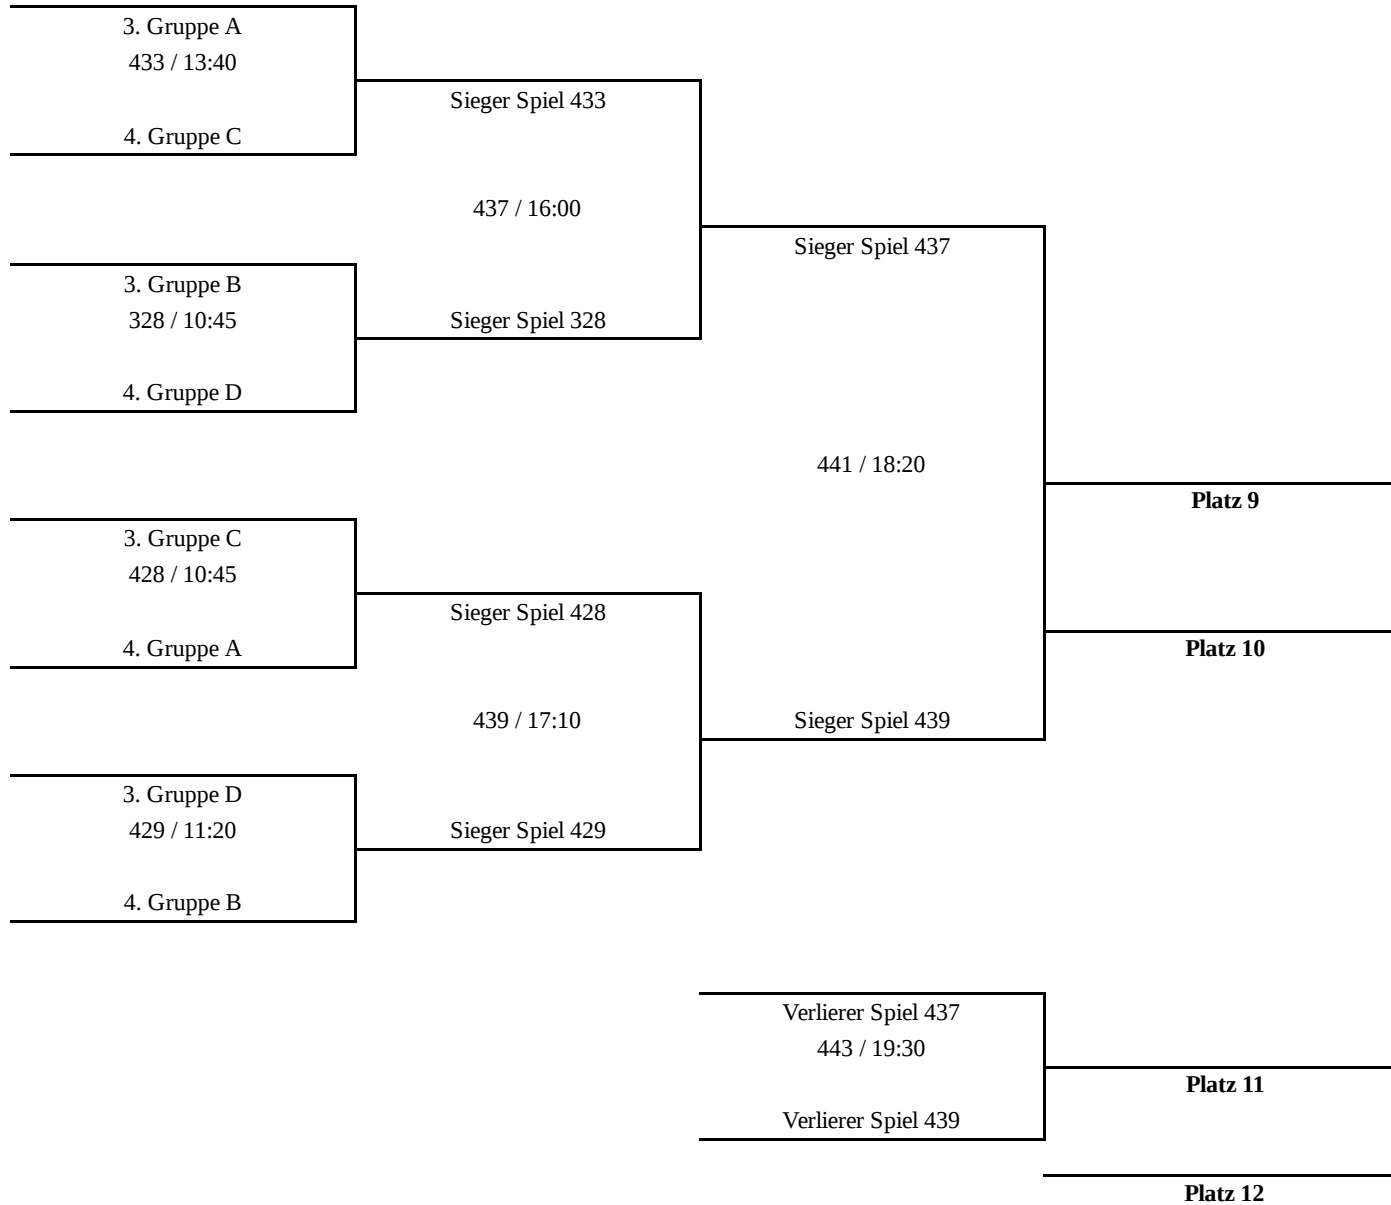 3. Gruppe A
433 / 13:40
4. Gruppe C
Sieger Spiel 433
437 / 16:00
Sieger Spiel 328
3. Gruppe B
328 / 10:45
4. Gruppe D
Sieger Spiel 437
441 / 18:20
Sieger Spiel 439
Platz 9
Platz 10
3. Gruppe C
428 / 10:45
4. Gruppe A
Sieger Spiel 428
439 / 17:10
Sieger Spiel 429
3. Gruppe D
429 / 11:20
4. Gruppe B
Verlierer Spiel 437
443 / 19:30
Verlierer Spiel 439
Platz 11
Platz 12